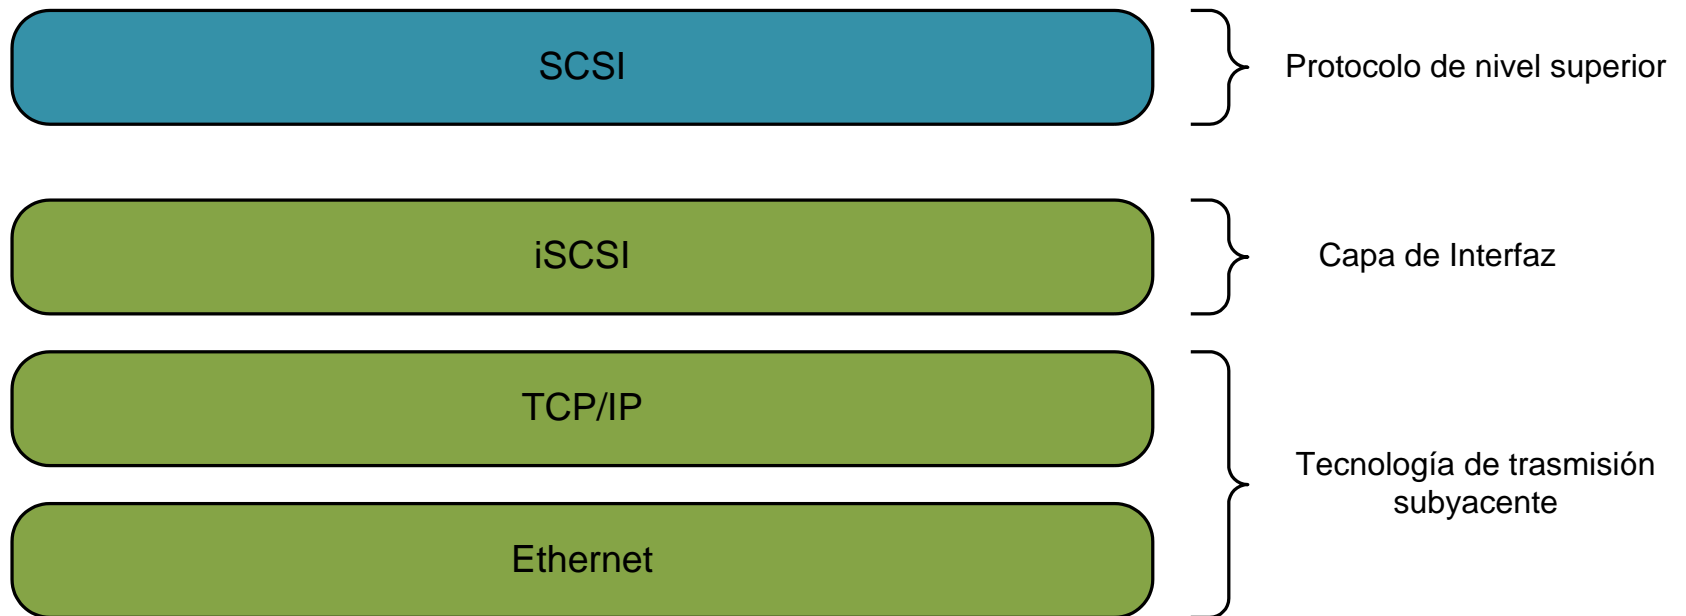 SCSI
Protocolo de nivel superior
iSCSI
Capa de Interfaz
TCP/IP
Tecnología de trasmisión
subyacente
Ethernet